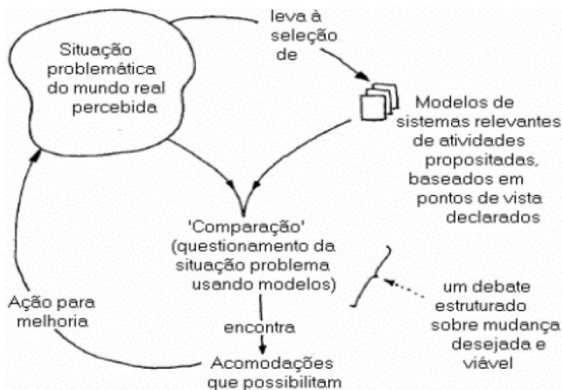 leva à
seleção
de
Situação
problemática
do mundo real
percebida
Modelos de
sistemas relevantes
de atividades
propositadas,
baseados em
pontos de vista
declarados
'Comparação'
(questionamento da
situação problema
usando modelos)
um debate
estruturado
sobre mudança
desejada e
viável
Ação para
melhoria
encontra
Acomodações
que possibilitam